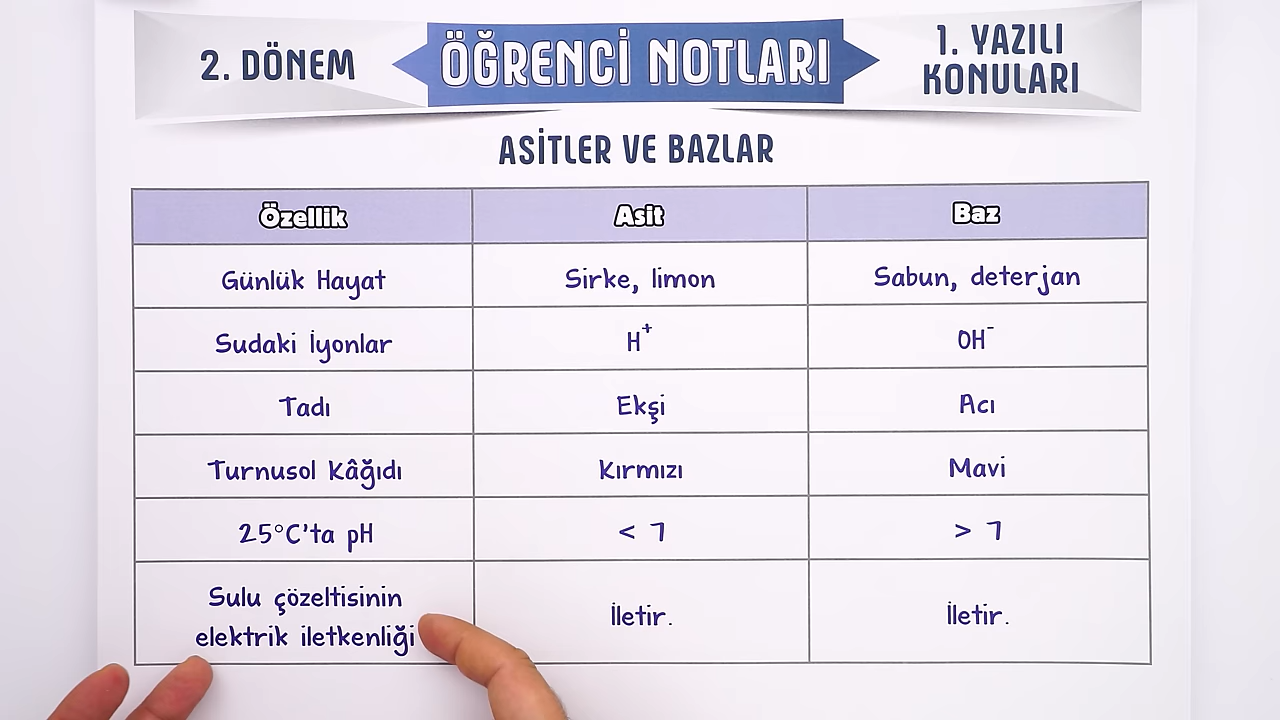 2. DÖNEM
ÖĞRENCİ NOTLARI
1. YAZILI
KONULARI
ASİTLER VE BAZLAR
Özellik Asit Baz
Günlük Hayat Sirke, limon Sabun, deterjan
Sudaki İyonlar H⁺ OH⁻
Tadı Ekşi Acı
Turnusol Kâğıdı Kırmızı Mavi
25°C'ta pH < 7 > 7
Sulu çözeltisinin
elektrik iletkenliği İletir. İletir.